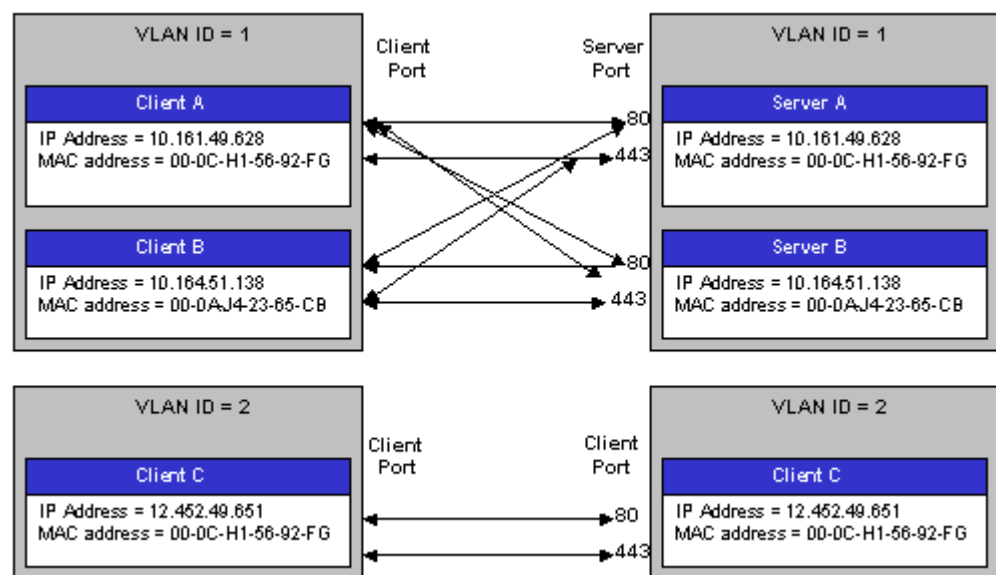 VLAN ID = 1
Client A
IP Address = 10.161.49.628
MAC address = 00-0C-H1-56-92-FG
Client B
IP Address = 10.164.51.138
MAC address = 00-0A-J4-23-65-CB
Client
Port
Server
Port
80
443
80
443
VLAN ID = 1
Server A
IP Address = 10.161.49.628
MAC address = 00-0C-H1-56-92-FG
Server B
IP Address = 10.164.51.138
MAC address = 00-0A-J4-23-65-CB
VLAN ID = 2
Client C
IP Address = 12.452.49.651
MAC address = 00-0C-H1-56-92-FG
Client
Port
Client
Port
80
443
VLAN ID = 2
Client C
IP Address = 12.452.49.651
MAC address = 00-0C-H1-56-92-FG